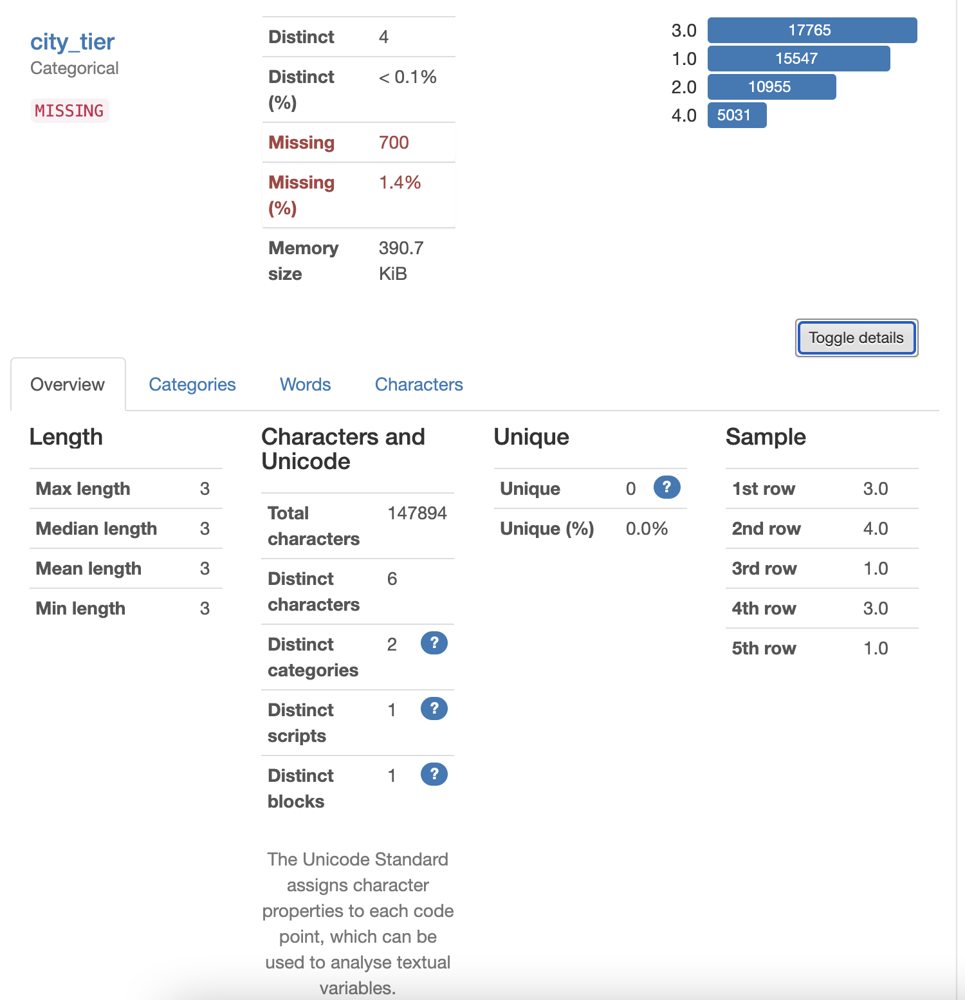 city_tier
Categorical
MISSING
Distinct 4
Distinct < 0.1%
(%)
Missing 700
Missing 1.4%
(%)
Memory 390.7
size KiB
3.0 17765
1.0 15547
2.0 10955
4.0 5031
Toggle details
Overview Categories Words Characters
Length
Max length 3
Median length 3
Mean length 3
Min length 3
Characters and
Unicode
Total 147894
characters
Distinct 6
characters
Distinct 2 ?
categories
Distinct 1 ?
scripts
Distinct 1 ?
blocks
The Unicode Standard
assigns character
properties to each code
point, which can be
used to analyse textual
variables.
Unique
Unique 0 ?
Unique (%) 0.0%
Sample
1st row 3.0
2nd row 4.0
3rd row 1.0
4th row 3.0
5th row 1.0